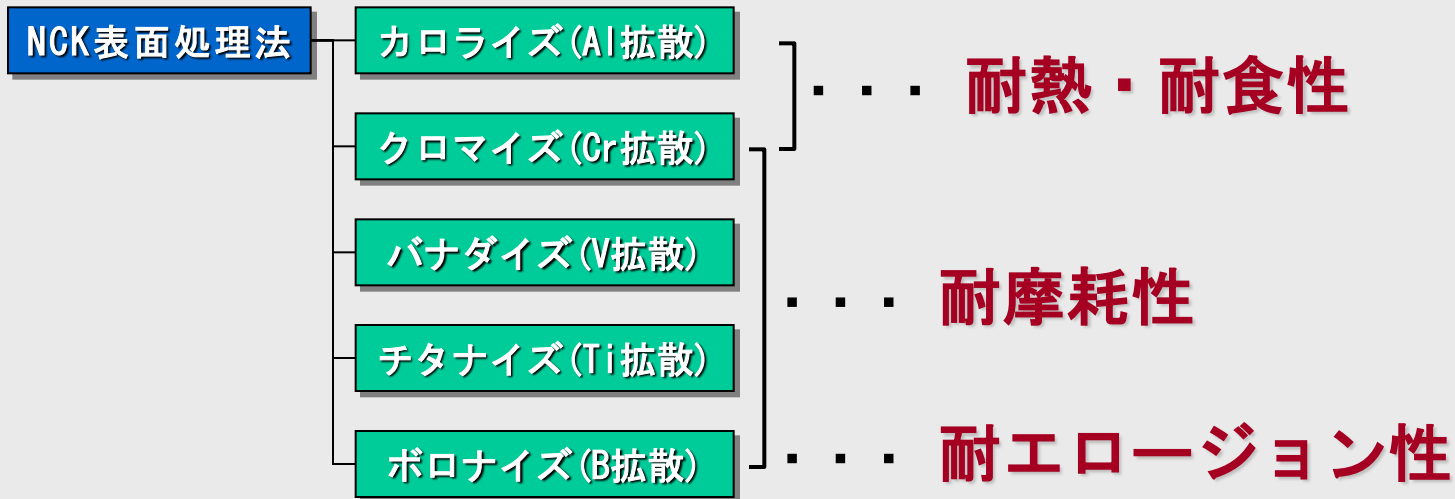 NCK表面処理法
カロライズ(Al拡散)
クロマイズ(Cr拡散)
バナダイズ(V拡散)
チタナイズ(Ti拡散)
ボロナイズ(B拡散)
・・・ 耐熱・耐食性
・・・ 耐摩耗性
・・・ 耐エロージョン性